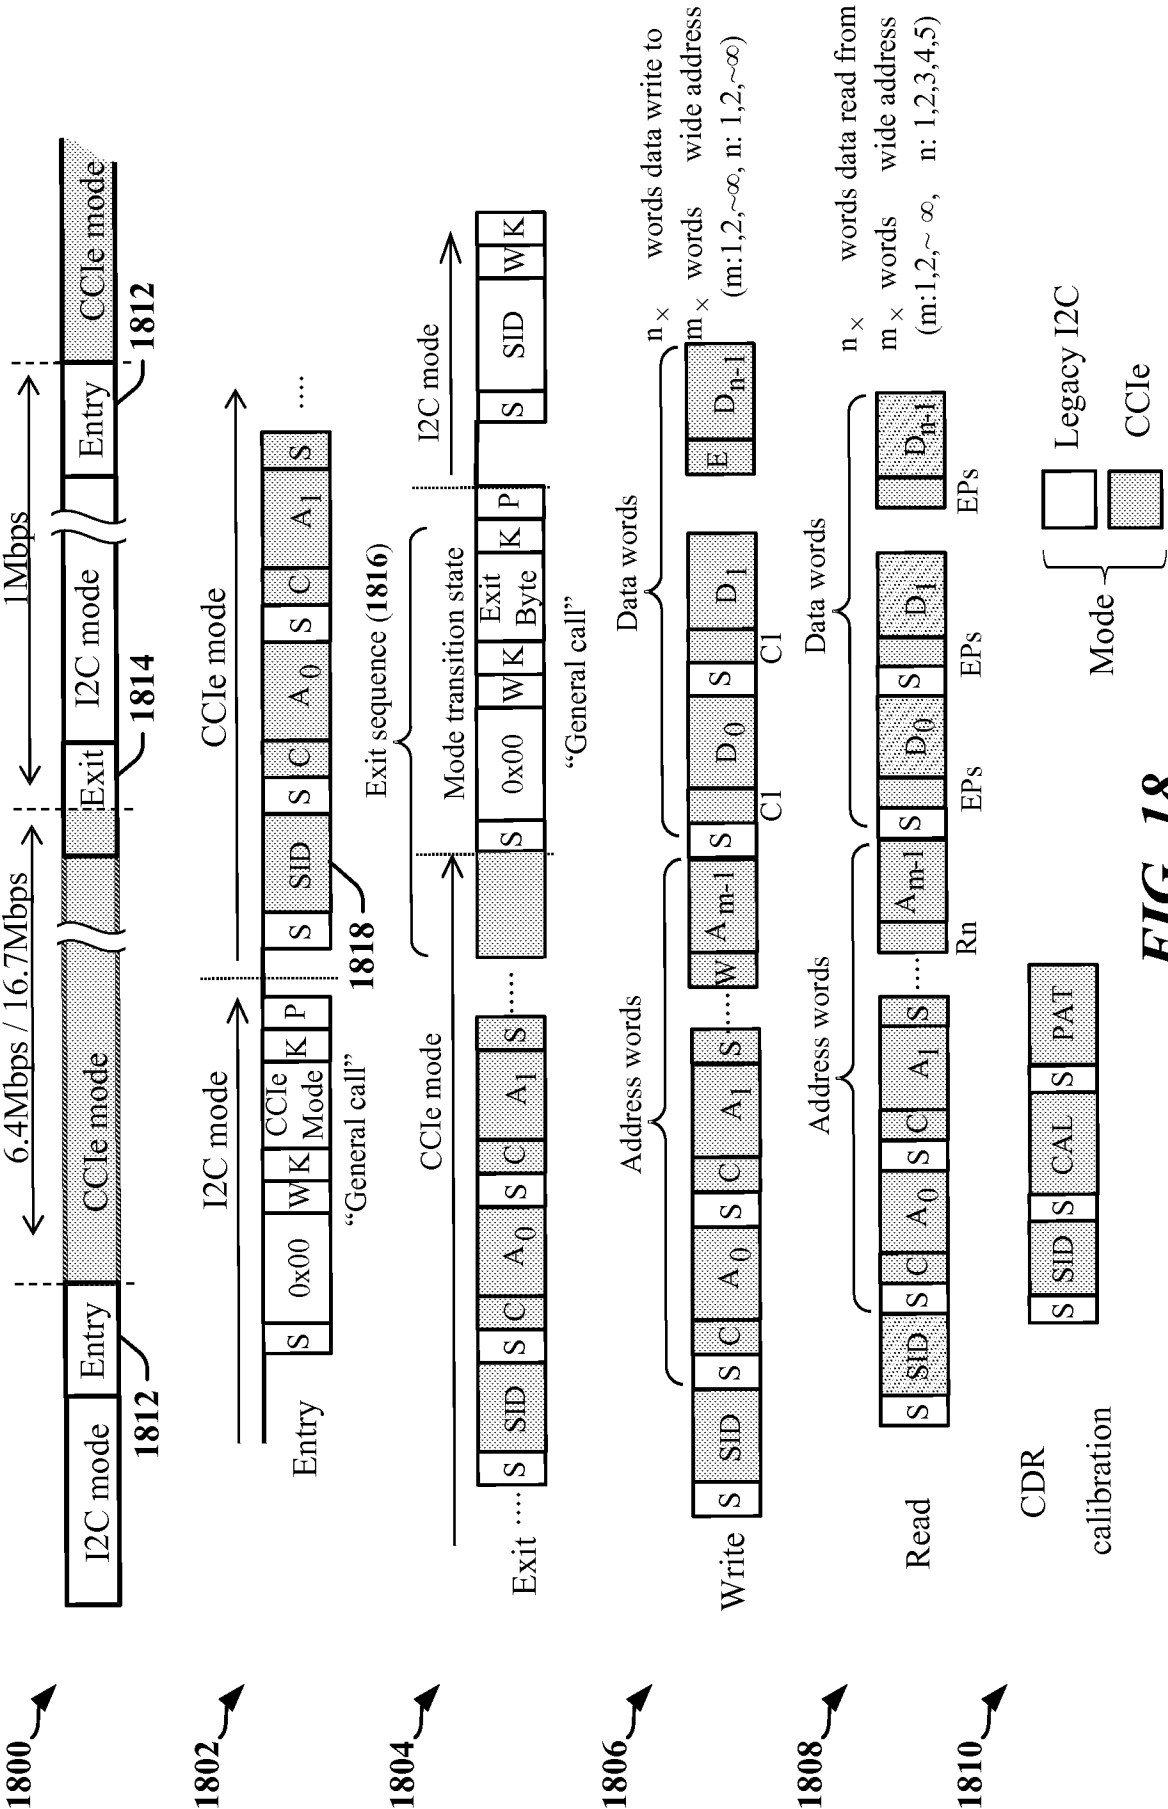 1800
6.4Mbps / 16.7Mbps
1Mbps
I2C mode
Entry
CCIe mode
Exit
I2C mode
Entry
CCIe mode
1812
1814
1812
1802
I2C mode
CCIe mode
Entry
S 0x00 W K CCIe Mode K P S SID S C A0 S C A1 S ....
"General call"
1818
1804
Exit sequence (1816)
CCIe mode
Mode transition state
I2C mode
Exit .... S SID S C A0 S C A1 S ..... S 0x00 W K Exit Byte K P S SID W K
"General call"
1806
Address words
Data words
Write
S SID S C A0 S C A1 S ..... W Am-1 S D0 S D1 E Dn-1
C1
C1
n× words data write to
m× words wide address
(m:1,2,~∞, n: 1,2,~∞)
1808
Address words
Data words
Read
S SID S C A0 S C A1 S ..... Am-1 S D0 S D1 Dn-1
Rn
EPs
EPs
EPs
n× words data read from
m× words wide address
(m:1,2,~ ∞, n: 1,2,3,4,5)
1810
CDR
calibration
S SID S CAL S PAT
Mode
Legacy I2C
CCIe
FIG. 18